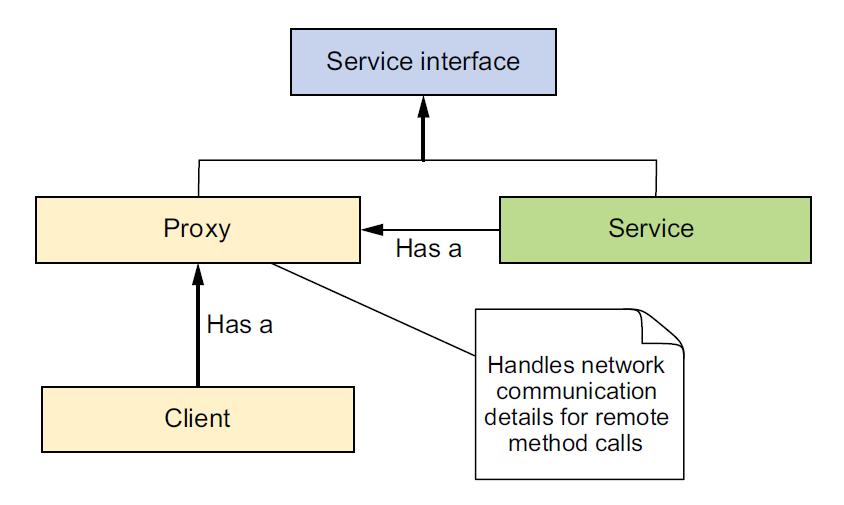 Service interface
Proxy
Service
Has a
Has a
Client
Handles network
communication
details for remote
method calls